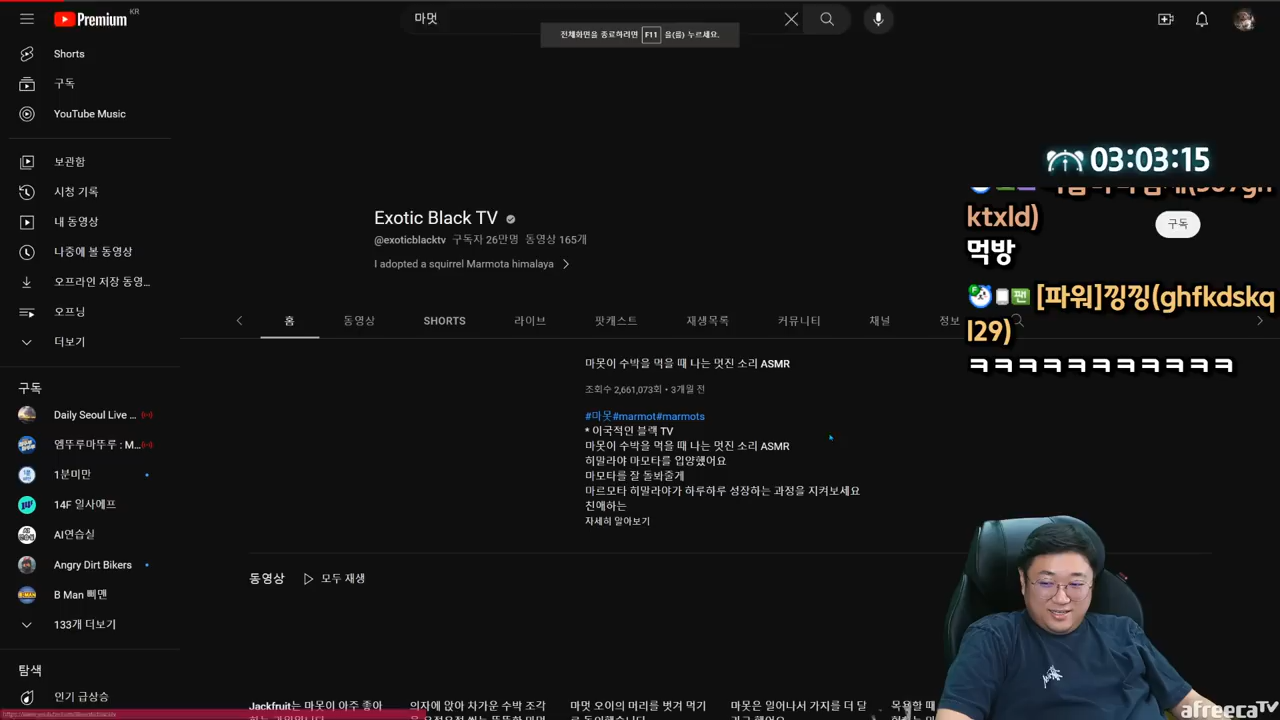 Premium KR
마멋
전체화면을 종료하려면 F11 을(를) 누르세요.
Shorts
구독
YouTube Music
보관함
시청 기록
내 동영상
나중에 볼 동영상
오프라인 저장 동영...
오프닝
더보기
구독
Daily Seoul Live ...
엠뚜루마뚜루 : M...
1분미만
14F 일사에프
AI연습실
Angry Dirt Bikers
B Man 삐맨
133개 더보기
탐색
인기 급상승
Exotic Black TV
@exoticblacktv 구독자 26만명 동영상 165개
I adopted a squirrel Marmota himalaya
구독
홈
동영상
SHORTS
라이브
팟캐스트
재생목록
커뮤니티
채널
정보
마못이 수박을 먹을 때 나는 멋진 소리 ASMR
조회수 2,661,073회 • 3개월 전
#마못#marmot#marmots
* 이국적인 블랙 TV
마못이 수박을 먹을 때 나는 멋진 소리 ASMR
히말라야 마모타를 입양했어요
마모타를 잘 돌봐줄게
마르모타 히말라야가 하루하루 성장하는 과정을 지켜보세요
친애하는
자세히 알아보기
동영상
모두 재생
Jackfruit는 마못이 아주 좋아
의자에 앉아 차가운 수박 조각
마멋 오이의 머리를 벗겨 먹기
마못은 일어나서 가지를 더 달
목욕할 때
03:03:15
ktxld)
먹방
[파워]낑낑(ghfkdskq
l29)
ㅋㅋㅋㅋㅋㅋㅋㅋㅋㅋㅋ
afreecaTV